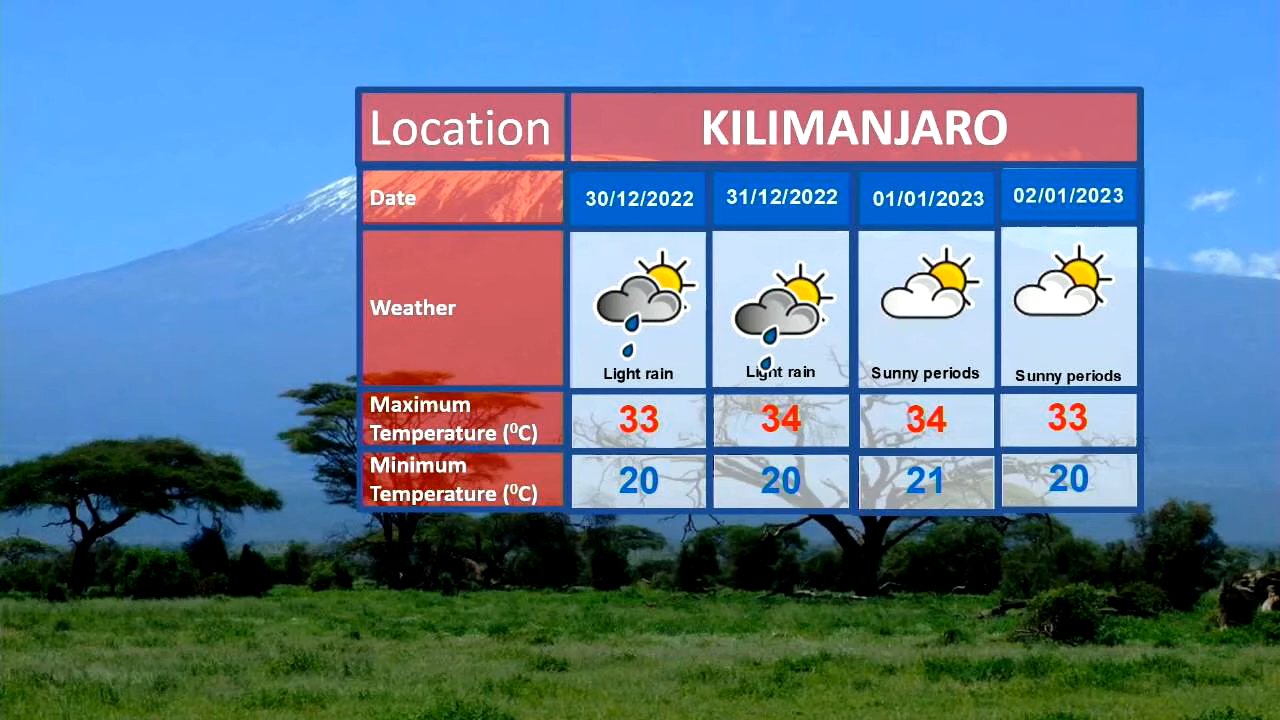 Location KILIMANJARO
Date 30/12/2022 31/12/2022 01/01/2023 02/01/2023
Weather
Light rain Light rain Sunny periods Sunny periods
Maximum
Temperature (⁰C) 33 34 34 33
Minimum
Temperature (⁰C) 20 20 21 20